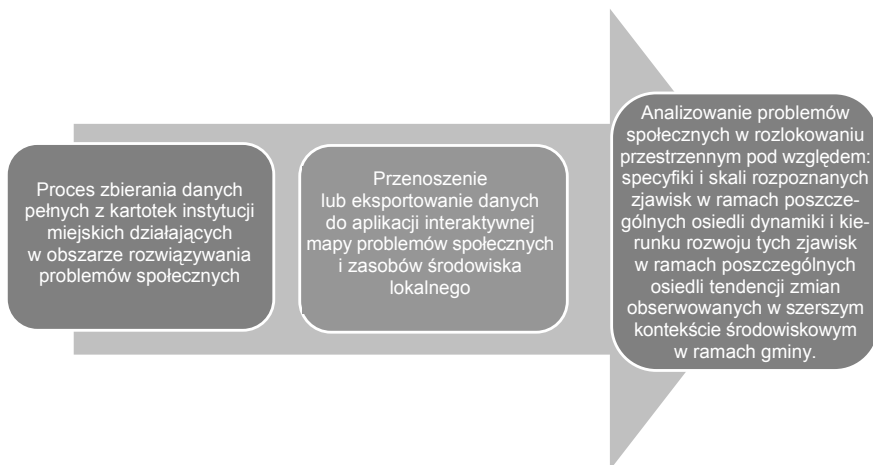 Proces zbierania danych
pełnych z kartotek instytucji
miejskich działających
w obszarze rozwiązywania
problemów społecznych
Przenoszenie
lub eksportowanie danych
do aplikacji interaktywnej
mapy problemów społecznych
i zasobów środowiska
lokalnego
Analizowanie problemów
społecznych w rozlokowaniu
przestrzennym pod względem:
specyfiki i skali rozpoznanych
zjawisk w ramach poszcze-
gólnych osiedli dynamiki i kie-
runku rozwoju tych zjawisk
w ramach poszczególnych
osiedli tendencji zmian
obserwowanych w szerszym
kontekście środowiskowym
w ramach gminy.